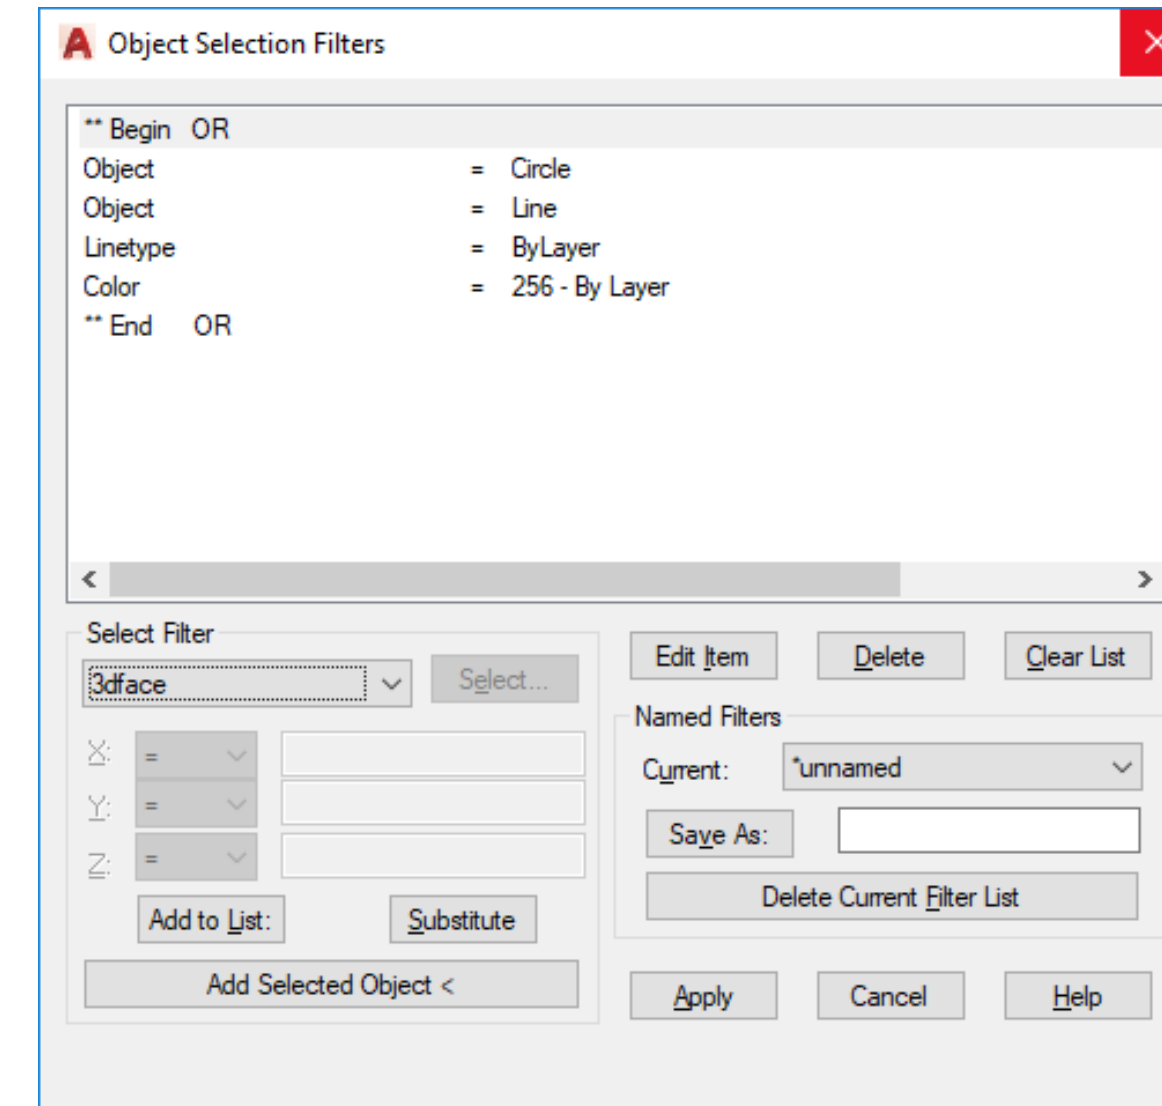 Object Selection Filters
** Begin OR
Object = Circle
Object = Line
Linetype = ByLayer
Color = 256 - By Layer
** End OR
Select Filter
3dface Select...
X: =
Y: =
Z: =
Add to List: Substitute
Add Selected Object <
Edit Item Delete Clear List
Named Filters
Current: *unnamed
Save As:
Delete Current Filter List
Apply Cancel Help